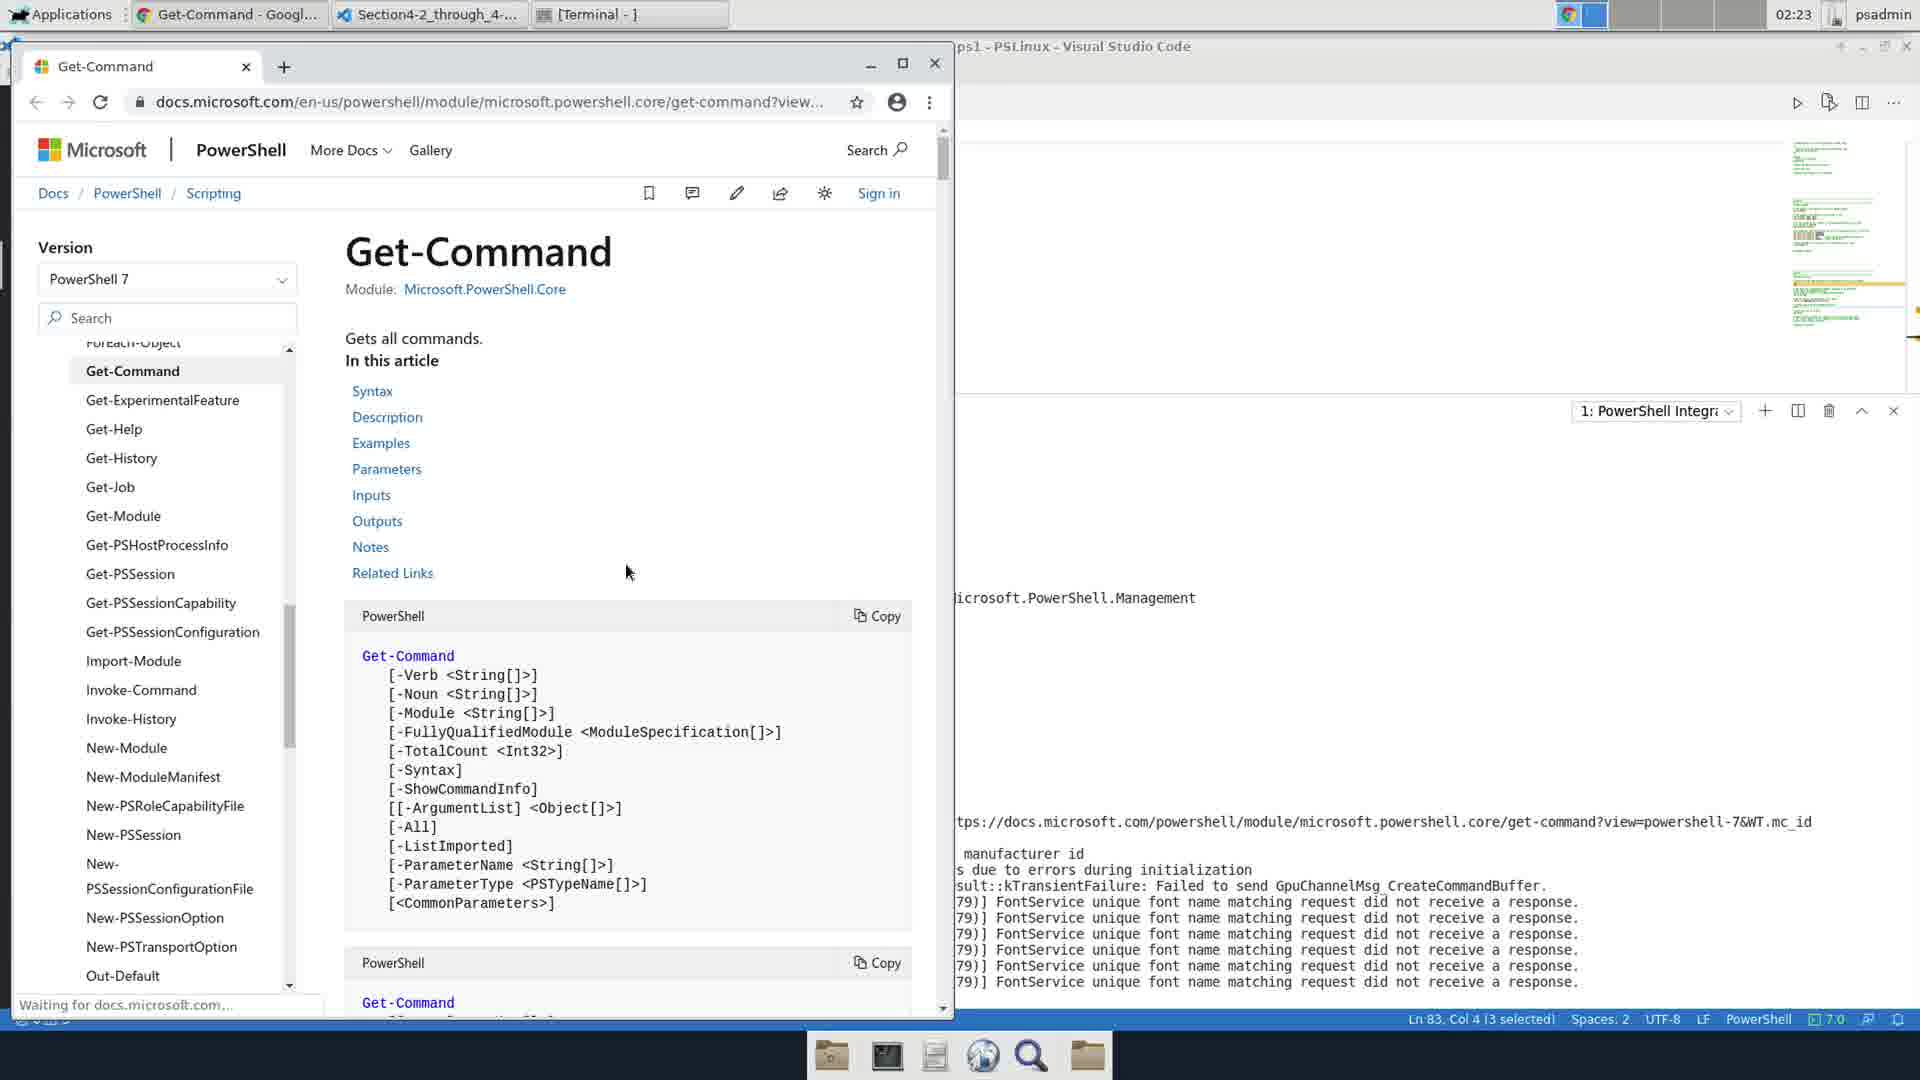 Applications
Get-Command - Googl...
Section4-2_through_4-...
[Terminal - ]
02:23
psadmin
ps1 - PSLinux - Visual Studio Code
Get-Command
docs.microsoft.com/en-us/powershell/module/microsoft.powershell.core/get-command?view...
Microsoft
PowerShell
More Docs
Gallery
Search
Docs / PowerShell / Scripting
Sign in
Version
PowerShell 7
Search
ForEach-Object
Get-Command
Get-ExperimentalFeature
Get-Help
Get-History
Get-Job
Get-Module
Get-PSHostProcessInfo
Get-PSSession
Get-PSSessionCapability
Get-PSSessionConfiguration
Import-Module
Invoke-Command
Invoke-History
New-Module
New-ModuleManifest
New-PSRoleCapabilityFile
New-PSSession
New-
PSSessionConfigurationFile
New-PSSessionOption
New-PSTransportOption
Out-Default
Get-Command
Module: Microsoft.PowerShell.Core
Gets all commands.
In this article
Syntax
Description
Examples
Parameters
Inputs
Outputs
Notes
Related Links
PowerShell
Copy
Get-Command
[-Verb <String[]>]
[-Noun <String[]>]
[-Module <String[]>]
[-FullyQualifiedModule <ModuleSpecification[]>]
[-TotalCount <Int32>]
[-Syntax]
[-ShowCommandInfo]
[[-ArgumentList] <Object[]>]
[-All]
[-ListImported]
[-ParameterName <String[]>]
[-ParameterType <PSTypeName[]>]
[<CommonParameters>]
PowerShell
Copy
Get-Command
Waiting for docs.microsoft.com...
1: PowerShell Integra
icrosoft.PowerShell.Management
tps://docs.microsoft.com/powershell/module/microsoft.powershell.core/get-command?view=powershell-7&WT.mc_id
manufacturer id
s due to errors during initialization
sult::kTransientFailure: Failed to send GpuChannelMsg_CreateCommandBuffer.
79)] FontService unique font name matching request did not receive a response.
79)] FontService unique font name matching request did not receive a response.
79)] FontService unique font name matching request did not receive a response.
79)] FontService unique font name matching request did not receive a response.
79)] FontService unique font name matching request did not receive a response.
79)] FontService unique font name matching request did not receive a response.
Ln 83, Col 4 (3 selected)
Spaces: 2
UTF-8
LF
PowerShell
7.0